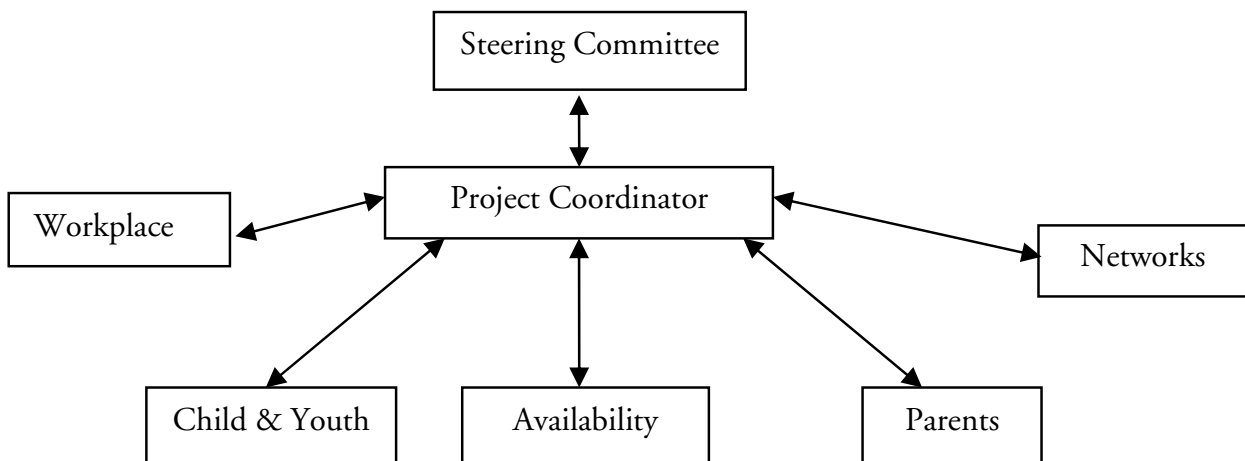 Steering Committee
Project Coordinator
Workplace
Networks
Child & Youth
Availability
Parents